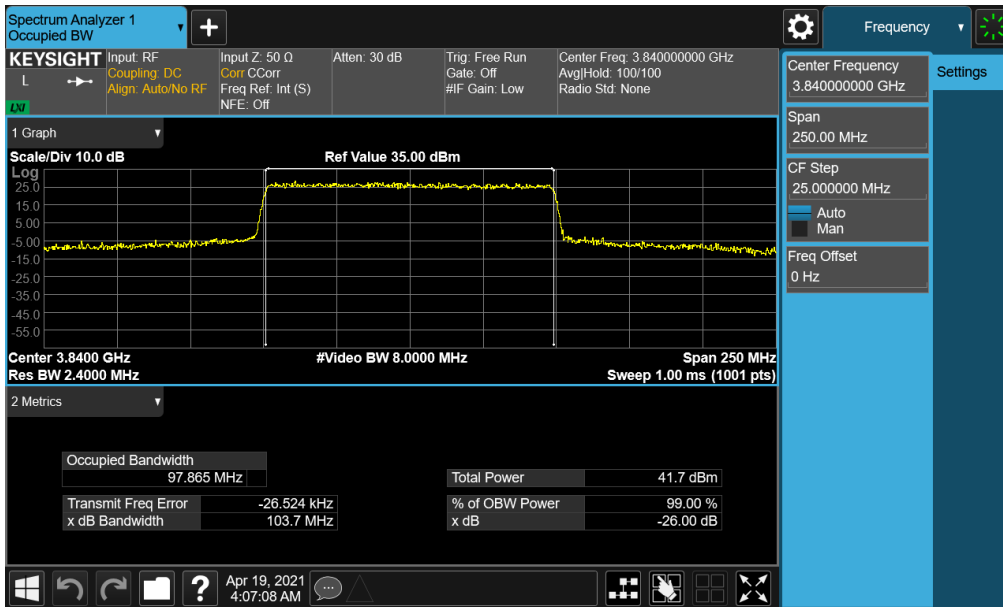 Spectrum Analyzer 1
Occupied BW
Frequency
KEYSIGHT
L
LXI
Input: RF
Coupling: DC
Align: Auto/No RF
Input Z: 50 Ω
Corr CCorr
Freq Ref: Int (S)
NFE: Off
Atten: 30 dB
Trig: Free Run
Gate: Off
#IF Gain: Low
Center Freq: 3.840000000 GHz
Avg|Hold: 100/100
Radio Std: None
Center Frequency
3.840000000 GHz
Settings
Span
250.00 MHz
CF Step
25.000000 MHz
Auto
Man
Freq Offset
0 Hz
1 Graph
Scale/Div 10.0 dB
Ref Value 35.00 dBm
Log
25.0
15.0
5.00
-5.00
-15.0
-25.0
-35.0
-45.0
-55.0
Center 3.8400 GHz
#Video BW 8.0000 MHz
Span 250 MHz
Res BW 2.4000 MHz
Sweep 1.00 ms (1001 pts)
2 Metrics
Occupied Bandwidth
97.865 MHz
Total Power 41.7 dBm
Transmit Freq Error -26.524 kHz
% of OBW Power 99.00 %
x dB Bandwidth 103.7 MHz
x dB -26.00 dB
?
Apr 19, 2021
4:07:08 AM